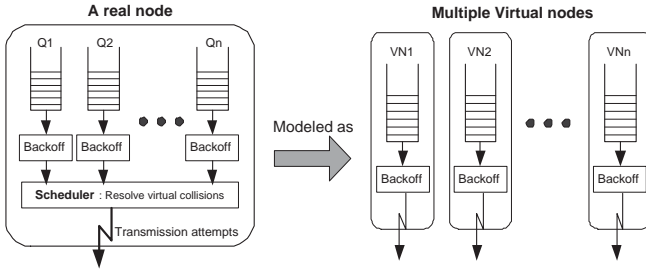 A real node
Multiple Virtual nodes
Q1 Q2 Qn
VN1 VN2 VNn
Modeled as
Backoff Backoff Backoff
Backoff Backoff Backoff
Scheduler : Resolve virtual collisions
Transmission attempts